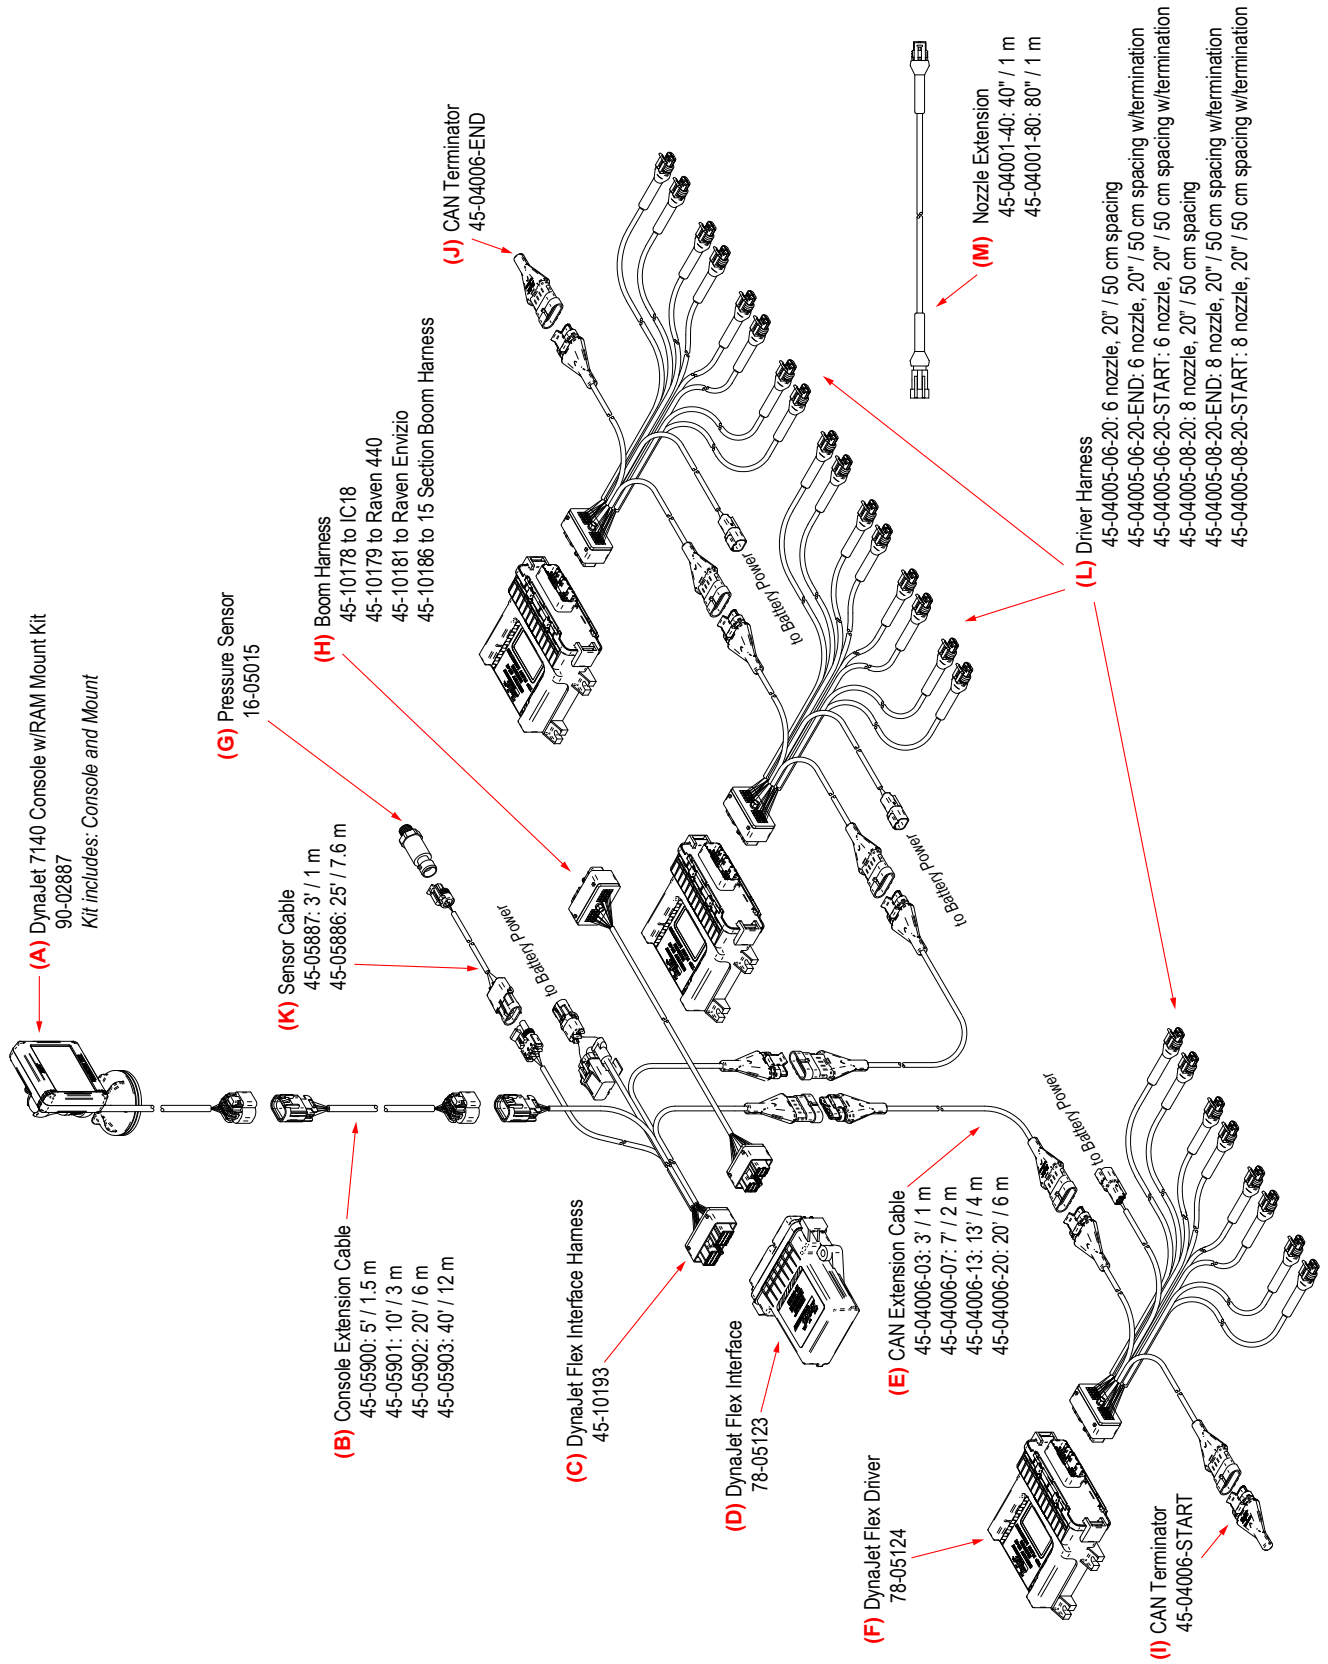 (A) DynaJet 7140 Console w/RAM Mount Kit
90-02887
Kit includes: Console and Mount
(B) Console Extension Cable
45-05900: 5' / 1.5 m
45-05901: 10' / 3 m
45-05902: 20' / 6 m
45-05903: 40' / 12 m
(C) DynaJet Flex Interface Harness
45-10193
(D) DynaJet Flex Interface
78-05123
(E) CAN Extension Cable
45-04006-03: 3' / 1 m
45-04006-07: 7' / 2 m
45-04006-13: 13' / 4 m
45-04006-20: 20' / 6 m
(F) DynaJet Flex Driver
78-05124
(G) Pressure Sensor
16-05015
(H) Boom Harness
45-10178 to IC18
45-10179 to Raven 440
45-10181 to Raven Envizio
45-10186 to 15 Section Boom Harness
(I) CAN Terminator
45-04006-START
(J) CAN Terminator
45-04006-END
(K) Sensor Cable
45-05887: 3' / 1 m
45-05886: 25' / 7.6 m
(L) Driver Harness
45-04005-06-20: 6 nozzle, 20" / 50 cm spacing
45-04005-06-20-END: 6 nozzle, 20" / 50 cm spacing w/termination
45-04005-06-20-START: 6 nozzle, 20" / 50 cm spacing w/termination
45-04005-08-20: 8 nozzle, 20" / 50 cm spacing
45-04005-08-20-END: 8 nozzle, 20" / 50 cm spacing w/termination
45-04005-08-20-START: 8 nozzle, 20" / 50 cm spacing w/termination
(M) Nozzle Extension
45-04001-40: 40" / 1 m
45-04001-80: 80" / 1 m
to Battery Power
to Battery Power
to Battery Power
to Battery Power